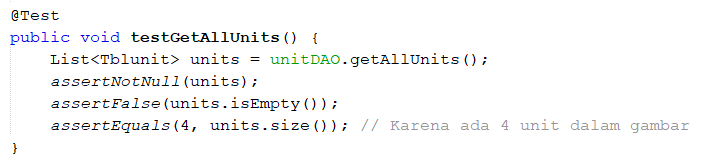 @Test
public void testGetAllUnits() {
    List<Tblunit> units = unitDAO.getAllUnits();
    assertNotNull(units);
    assertFalse(units.isEmpty());
    assertEquals(4, units.size()); // Karena ada 4 unit dalam gambar
}